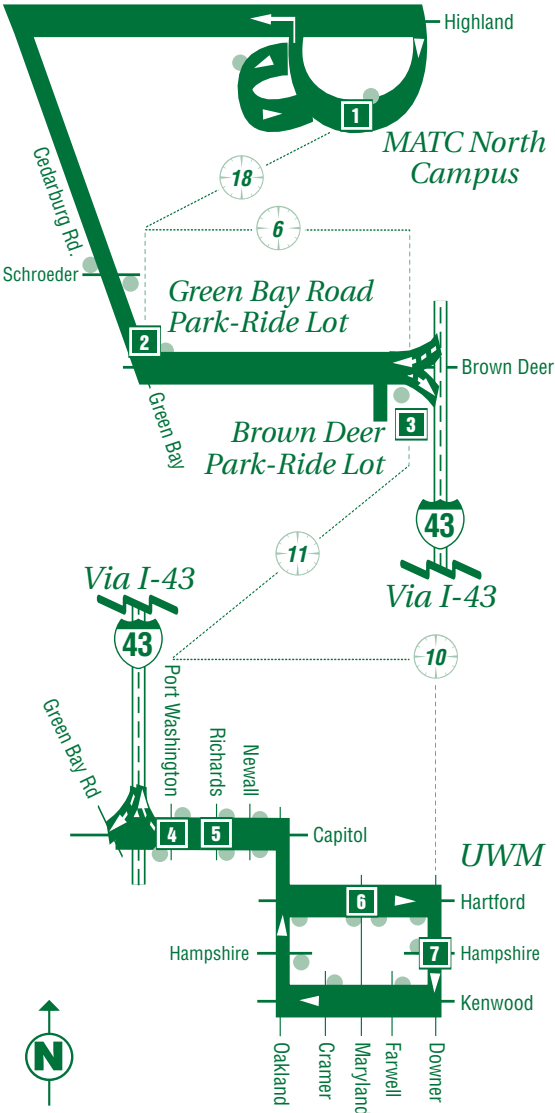 Highland
1
MATC North
Campus
18
Cedarburg Rd.
6
Schroeder
Green Bay Road
Park-Ride Lot
2
Brown Deer
Green Bay
3
Brown Deer
Park-Ride Lot
43
11
Via I-43
Via I-43
43
10
Port Washington
Green Bay Rd
Richards
Newall
4
5
Capitol
UWM
6
Hartford
Hampshire
7
Hampshire
Kenwood
N
Oakland
Cramer
Maryland
Farwell
Downer